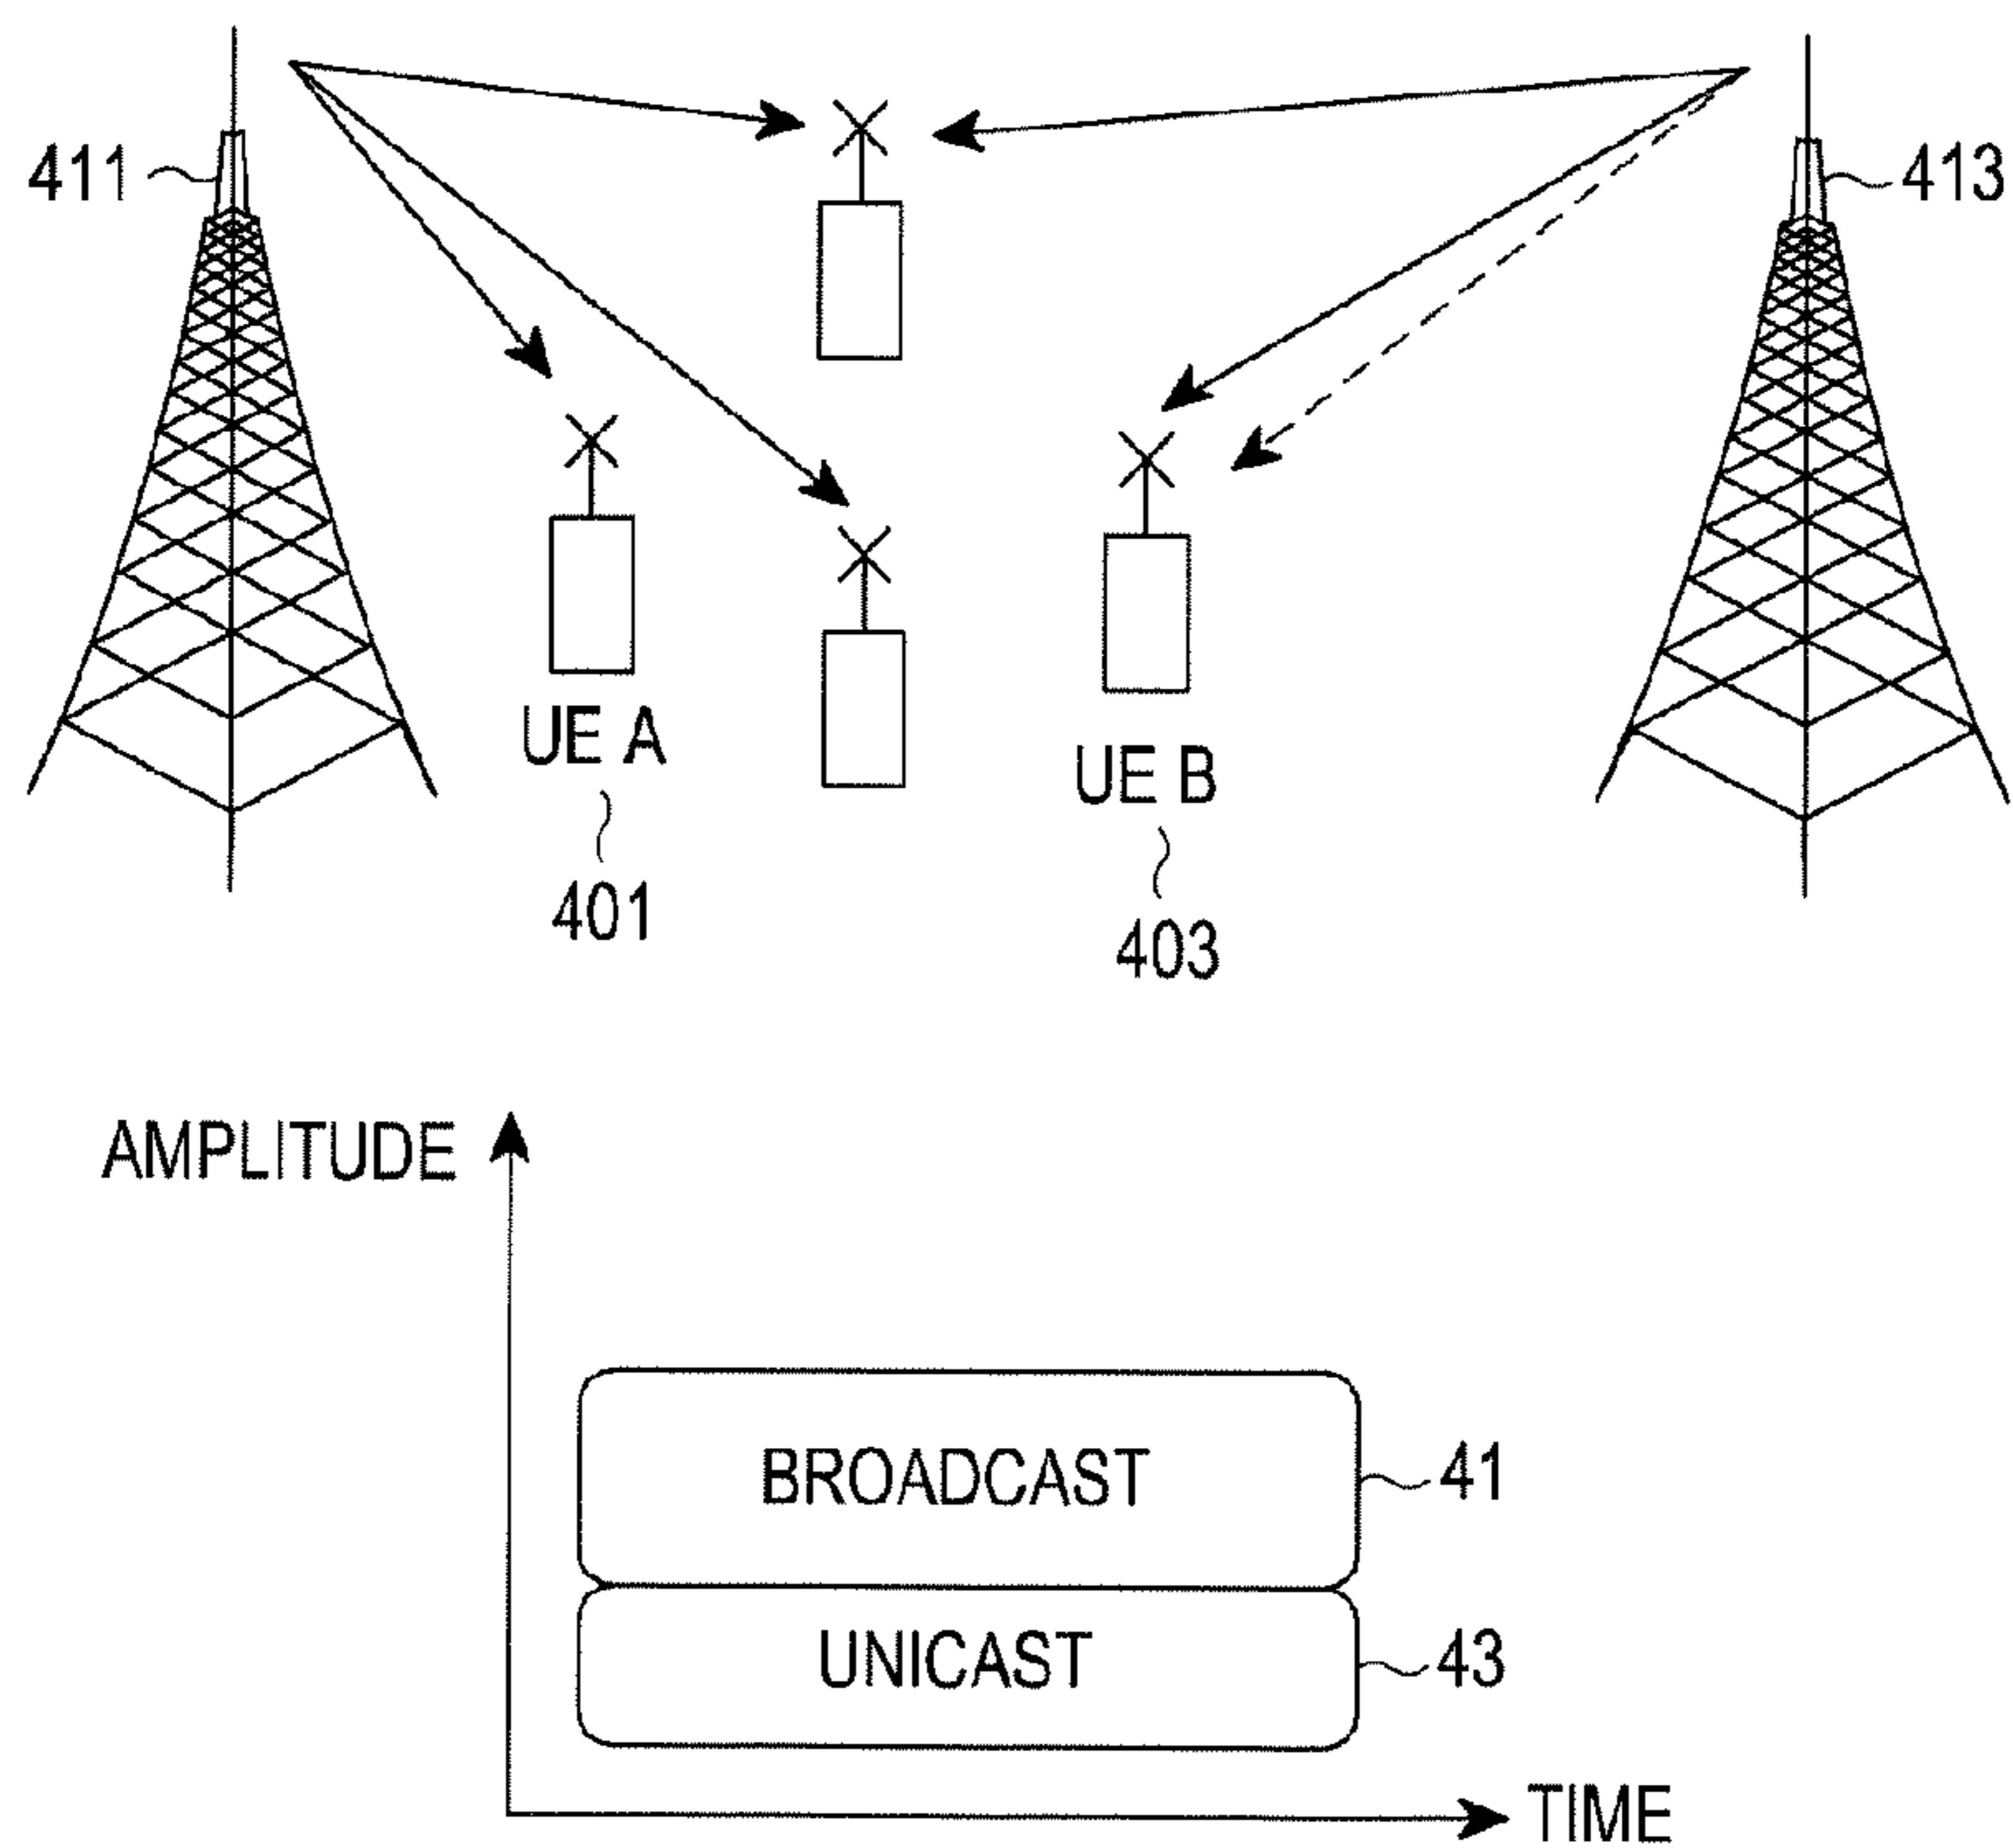 411
413
UE A
UE B
401
403
AMPLITUDE
BROADCAST
41
UNICAST
43
TIME